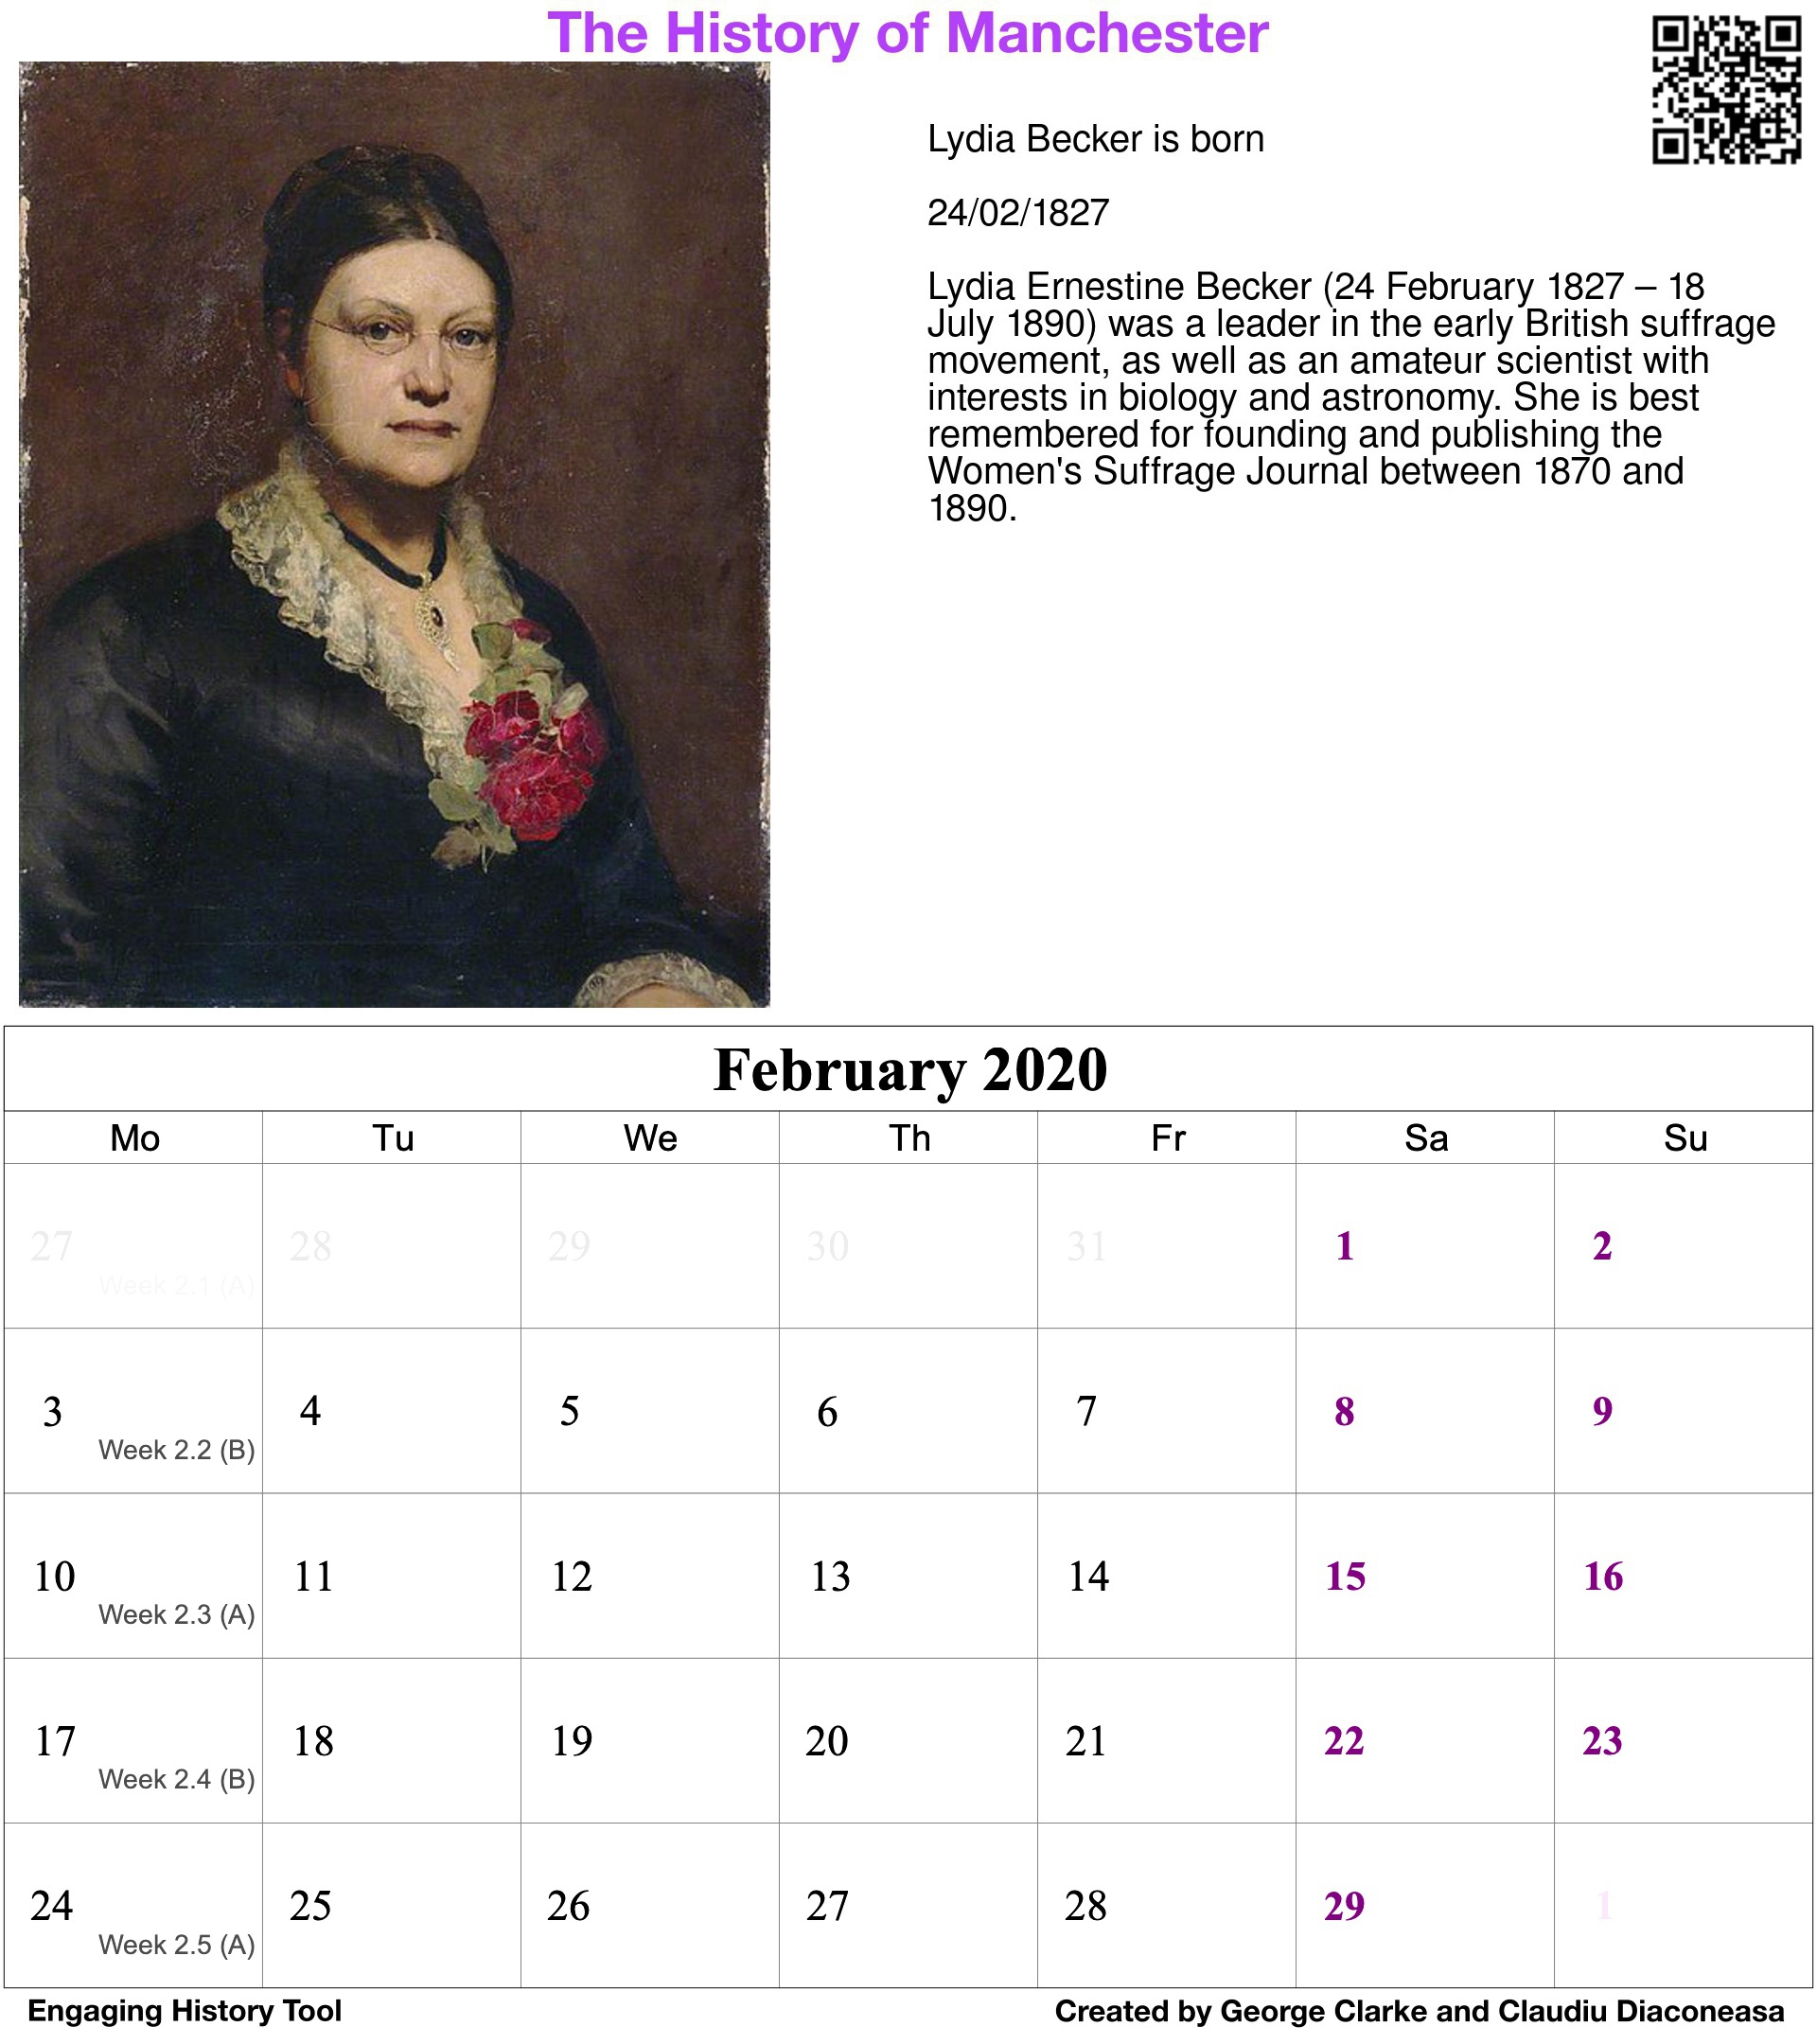 The History of Manchester
Lydia Becker is born
24/02/1827
Lydia Ernestine Becker (24 February 1827 – 18
July 1890) was a leader in the early British suffrage
movement, as well as an amateur scientist with
interests in biology and astronomy. She is best
remembered for founding and publishing the
Women's Suffrage Journal between 1870 and
1890.
February 2020
Mo Tu We Th Fr Sa Su
27 28 29 30 31 1 2
Week 2.1 (A)
3 4 5 6 7 8 9
Week 2.2 (B)
10 11 12 13 14 15 16
Week 2.3 (A)
17 18 19 20 21 22 23
Week 2.4 (B)
24 25 26 27 28 29 1
Week 2.5 (A)
Engaging History Tool Created by George Clarke and Claudiu Diaconeasa